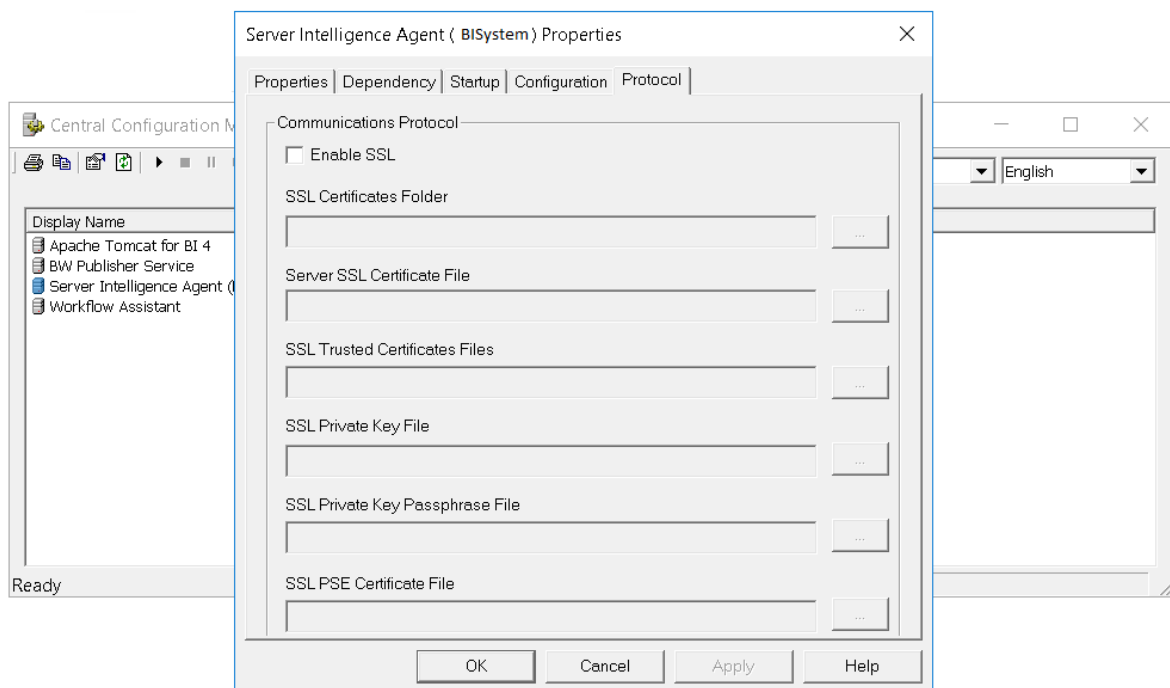 Server Intelligence Agent ( BISystem ) Properties
Properties
Dependency
Startup
Configuration
Protocol
Central Configuration M
English
Display Name
Apache Tomcat for BI 4
BW Publisher Service
Server Intelligence Agent (
Workflow Assistant
Ready
Communications Protocol
Enable SSL
SSL Certificates Folder
...
Server SSL Certificate File
...
SSL Trusted Certificates Files
...
SSL Private Key File
...
SSL Private Key Passphrase File
...
SSL PSE Certificate File
...
OK
Cancel
Apply
Help